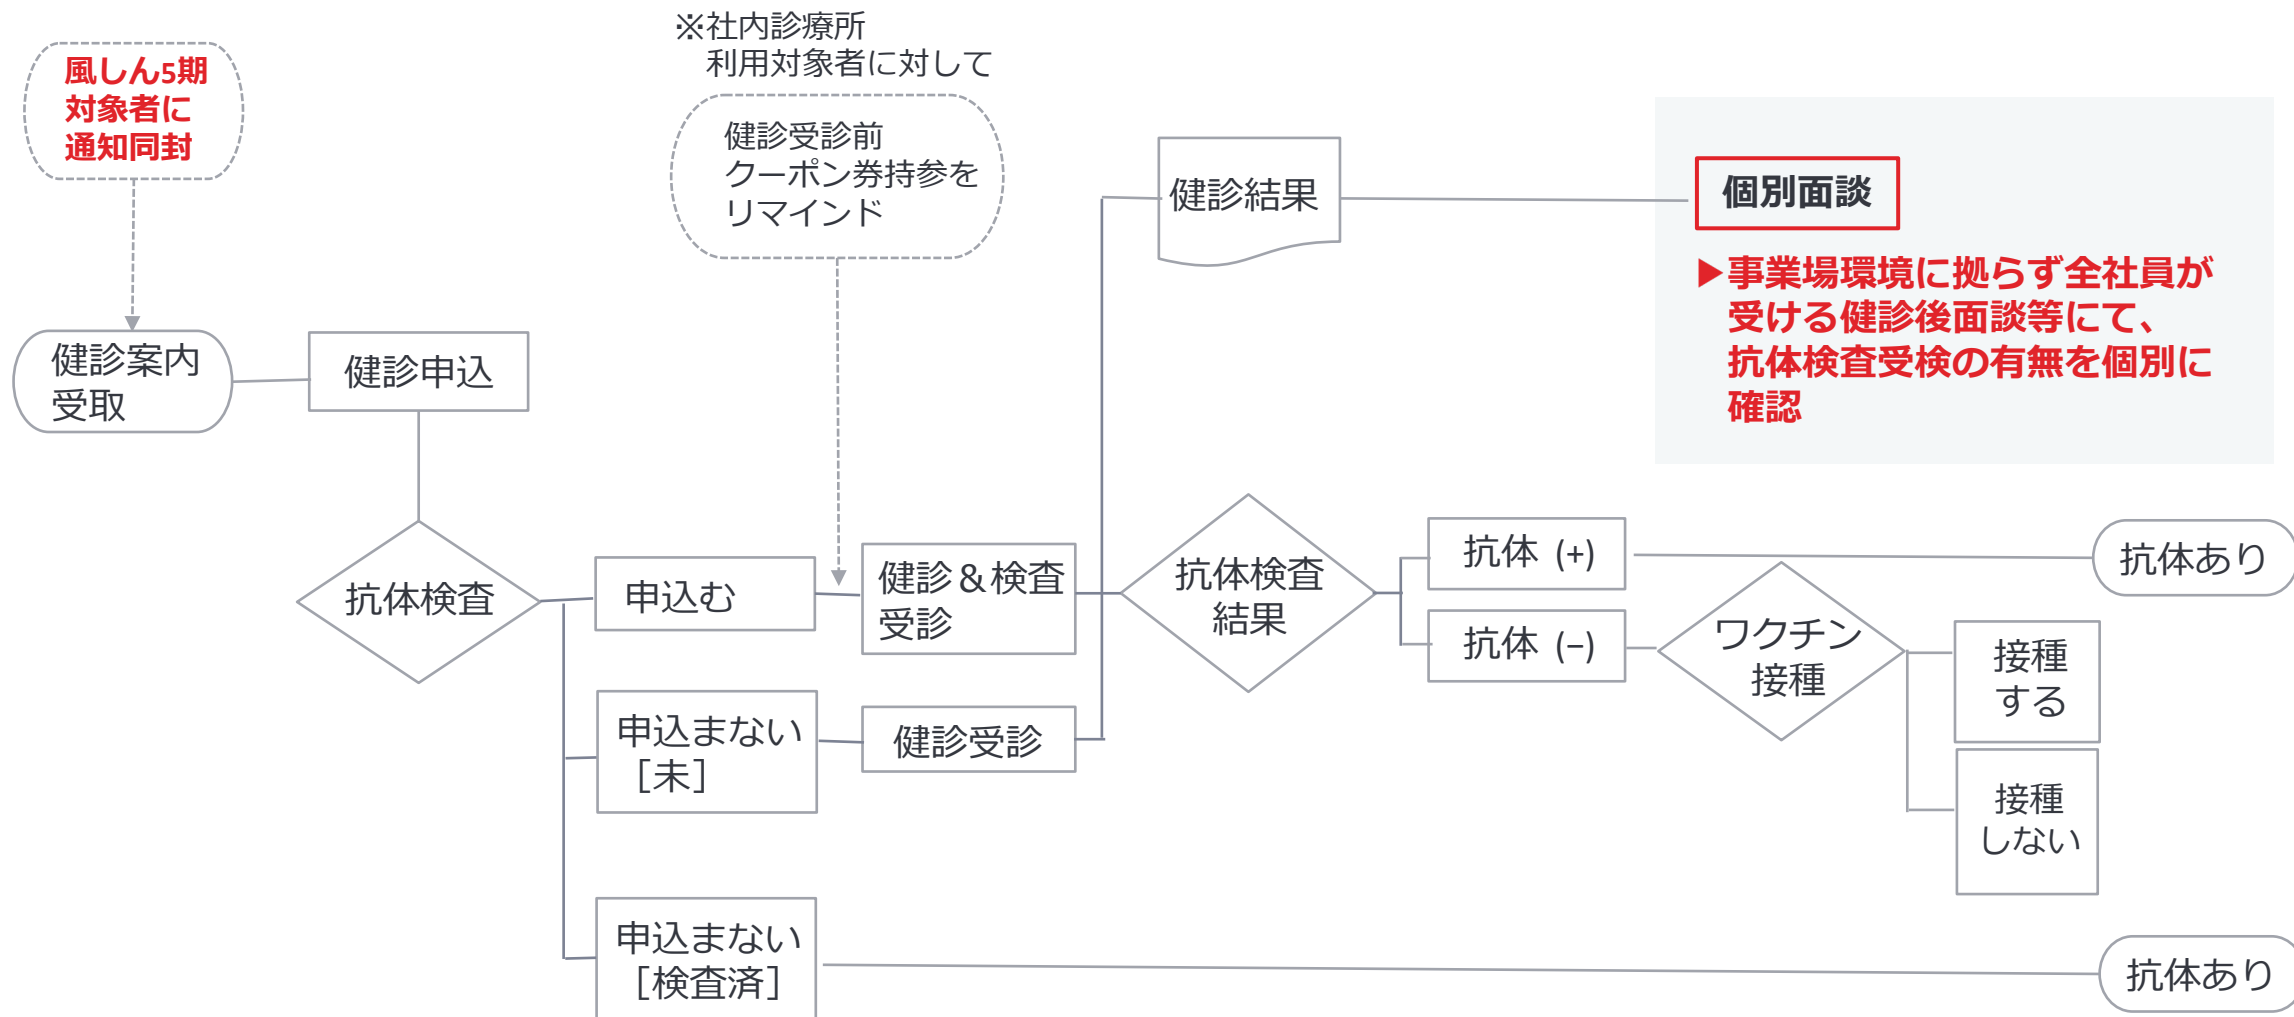 ※社内診療所
利用対象者に対して
風しん5期
対象者に
通知同封
健診受診前
クーポン券持参を
リマインド
健診結果
個別面談
▶事業場環境に拠らず全社員が
受ける健診後面談等にて、
抗体検査受検の有無を個別に
確認
健診案内
受取
健診申込
抗体検査
申込む
健診＆検査
受診
抗体検査
結果
抗体 (+)
抗体あり
抗体 (−)
ワクチン
接種
接種
する
申込まない
［未］
健診受診
接種
しない
申込まない
［検査済］
抗体あり